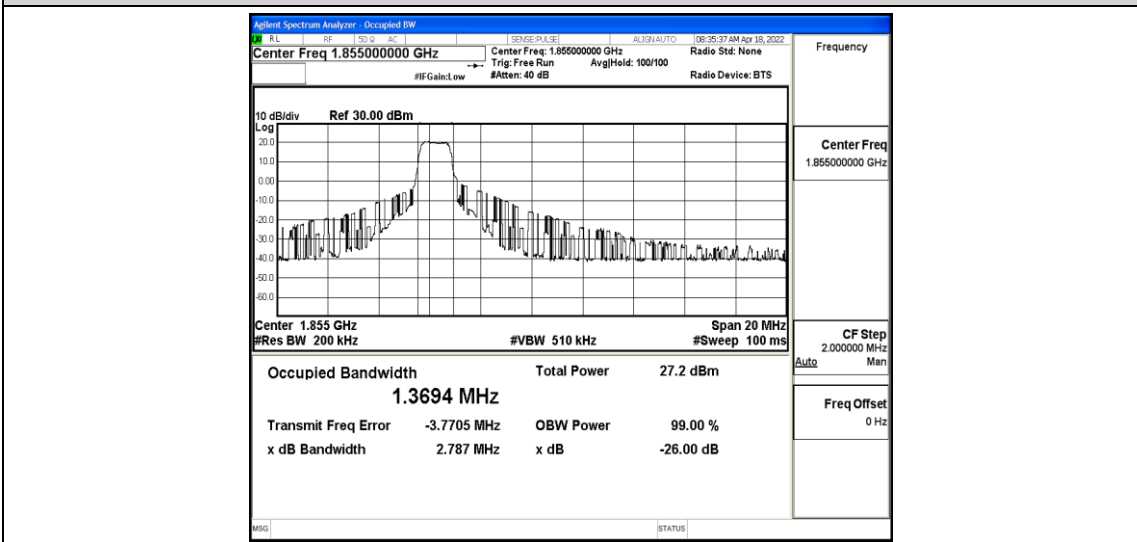 Agilent Spectrum Analyzer - Occupied BW
RL RF 50 Ω AC SENSE:PULSE ALIGN AUTO 08:35:37 AM Apr 18, 2022
Center Freq 1.855000000 GHz
Center Freq: 1.855000000 GHz
Radio Std: None
Trig: Free Run Avg|Hold: 100/100
#IFGain:Low #Atten: 40 dB Radio Device: BTS
Frequency
10 dB/div Ref 30.00 dBm
Log
20.0
10.0
0.00
-10.0
-20.0
-30.0
-40.0
-50.0
-60.0
Center 1.855 GHz Span 20 MHz
#Res BW 200 kHz #VBW 510 kHz #Sweep 100 ms
Occupied Bandwidth Total Power 27.2 dBm
1.3694 MHz
Transmit Freq Error -3.7705 MHz OBW Power 99.00 %
x dB Bandwidth 2.787 MHz x dB -26.00 dB
Center Freq
1.855000000 GHz
CF Step
2.000000 MHz
Auto Man
Freq Offset
0 Hz
MSG STATUS